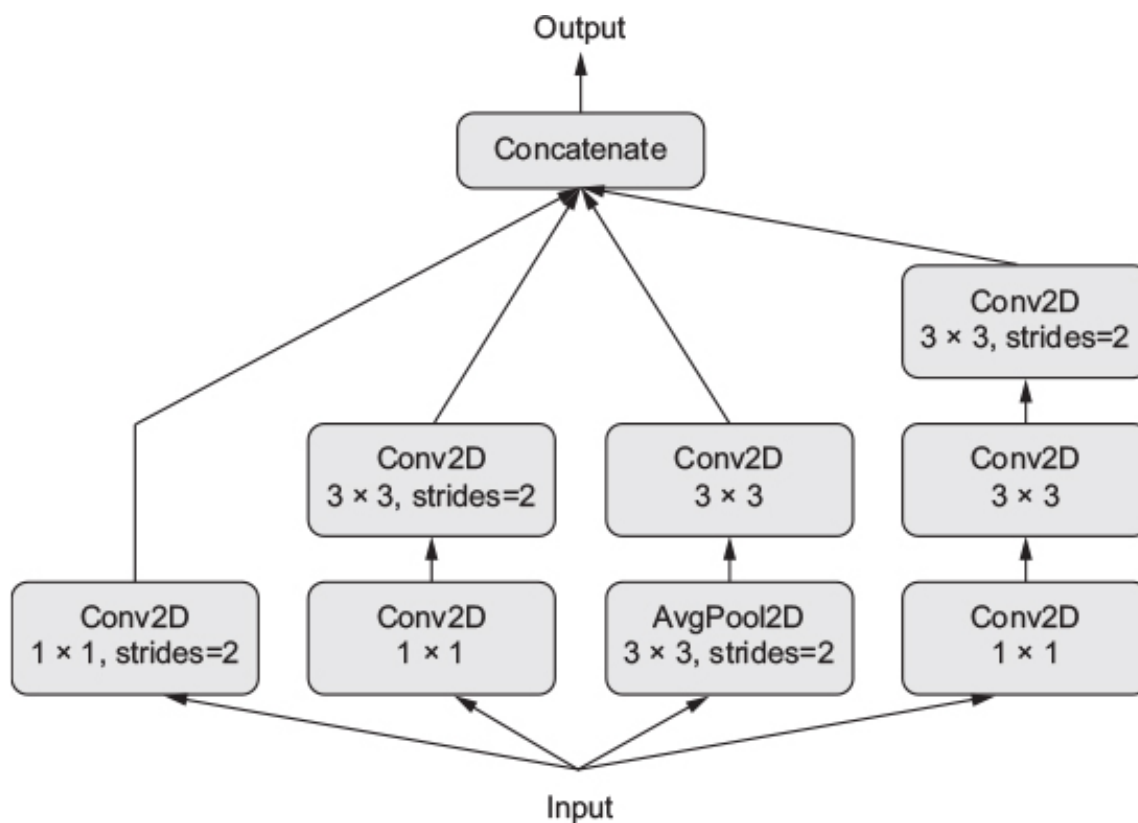 Output
Concatenate
Conv2D
3 × 3, strides=2
Conv2D
3 × 3, strides=2
Conv2D
3 × 3
Conv2D
3 × 3
Conv2D
1 × 1, strides=2
Conv2D
1 × 1
AvgPool2D
3 × 3, strides=2
Conv2D
1 × 1
Input